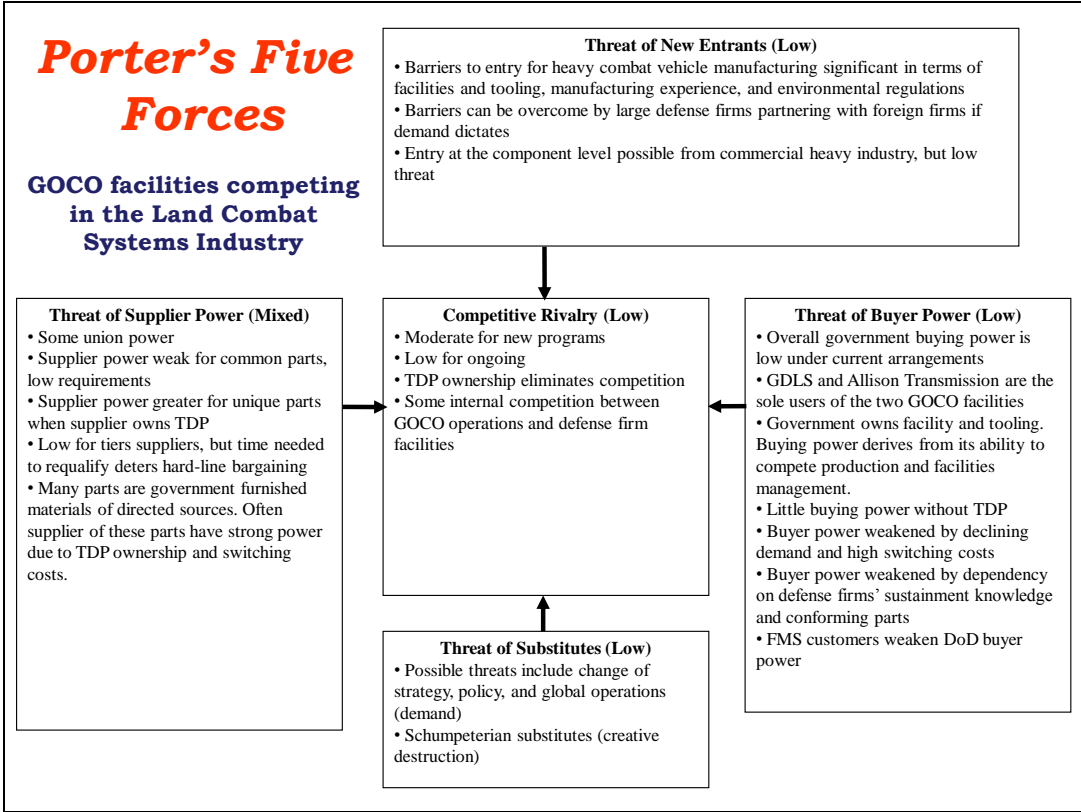 Porter's Five
Forces
GOCO facilities competing
in the Land Combat
Systems Industry
Threat of New Entrants (Low)
• Barriers to entry for heavy combat vehicle manufacturing significant in terms of
facilities and tooling, manufacturing experience, and environmental regulations
• Barriers can be overcome by large defense firms partnering with foreign firms if
demand dictates
• Entry at the component level possible from commercial heavy industry, but low
threat
Threat of Supplier Power (Mixed)
• Some union power
• Supplier power weak for common parts,
low requirements
• Supplier power greater for unique parts
when supplier owns TDP
• Low for tiers suppliers, but time needed
to requalify deters hard-line bargaining
• Many parts are government furnished
materials of directed sources. Often
supplier of these parts have strong power
due to TDP ownership and switching
costs.
Competitive Rivalry (Low)
• Moderate for new programs
• Low for ongoing
• TDP ownership eliminates competition
• Some internal competition between
GOCO operations and defense firm
facilities
Threat of Buyer Power (Low)
• Overall government buying power is
low under current arrangements
• GDLS and Allison Transmission are the
sole users of the two GOCO facilities
• Government owns facility and tooling.
Buying power derives from its ability to
compete production and facilities
management.
• Little buying power without TDP
• Buyer power weakened by declining
demand and high switching costs
• Buyer power weakened by dependency
on defense firms' sustainment knowledge
and conforming parts
• FMS customers weaken DoD buyer
power
Threat of Substitutes (Low)
• Possible threats include change of
strategy, policy, and global operations
(demand)
• Schumpeterian substitutes (creative
destruction)